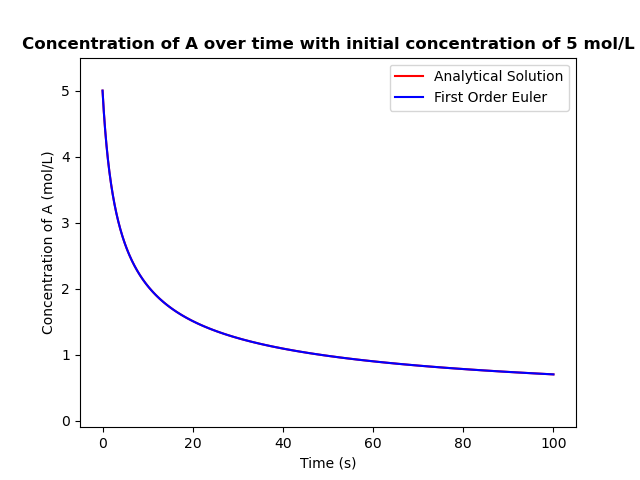 Concentration of A over time with initial concentration of 5 mol/L
Analytical Solution
First Order Euler
Concentration of A (mol/L)
5
4
3
2
1
0
0 20 40 60 80 100
Time (s)